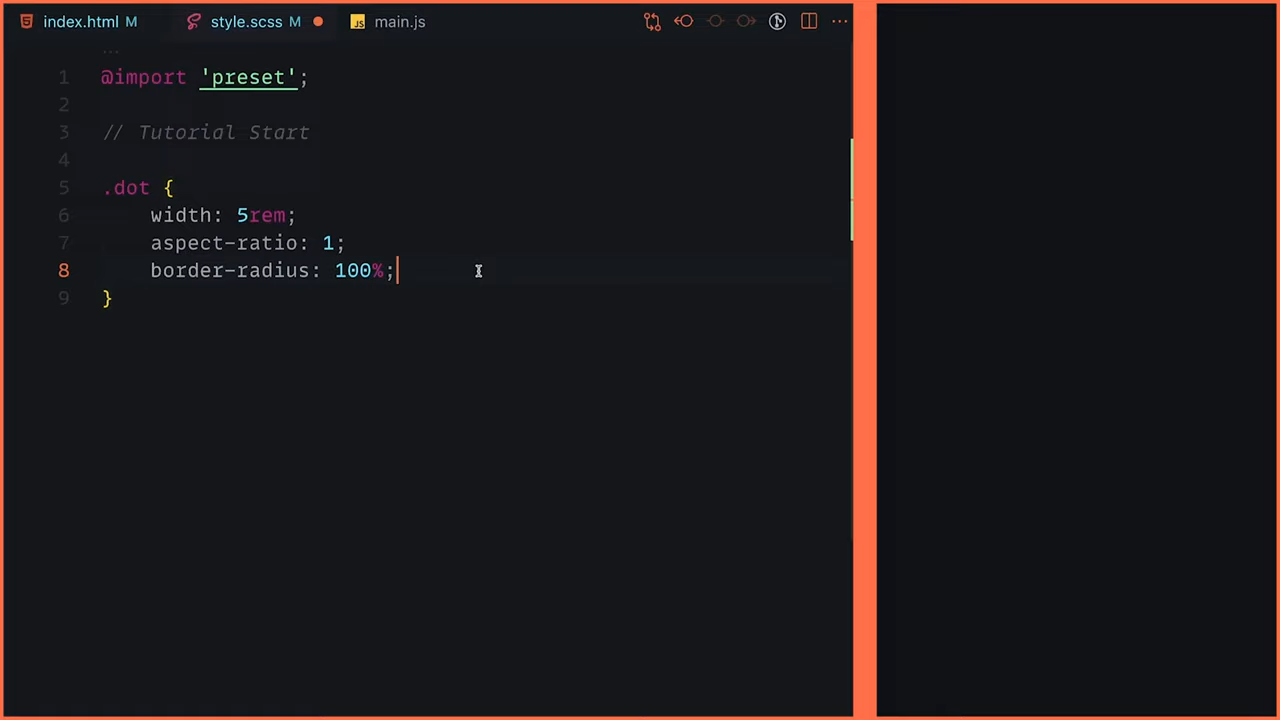 index.html M style.scss M main.js
...
1 @import 'preset';
2
3 // Tutorial Start
4
5 .dot {
6 width: 5rem;
7 aspect-ratio: 1;
8 border-radius: 100%;
9 }